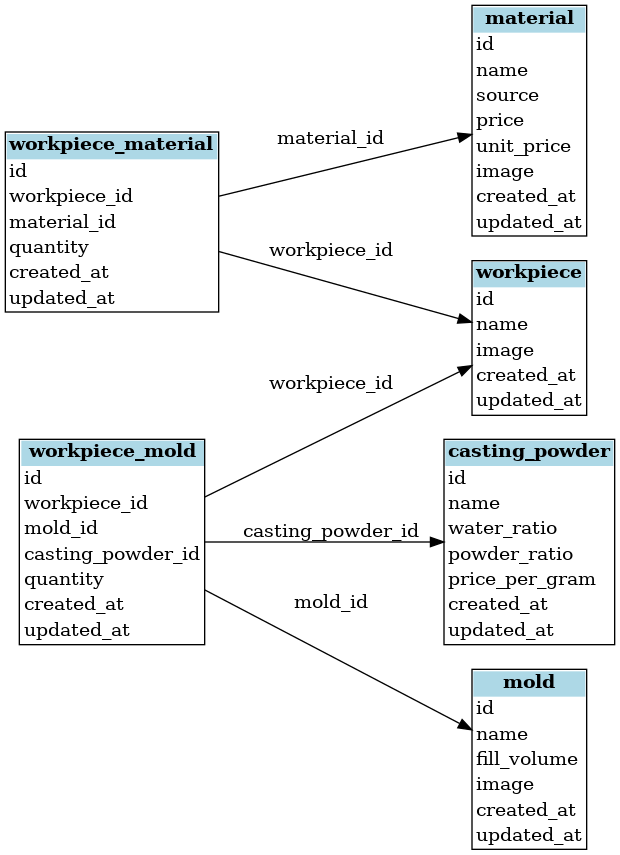 workpiece_material
id
workpiece_id
material_id
quantity
created_at
updated_at
material_id
workpiece_id
material
id
name
source
price
unit_price
image
created_at
updated_at
workpiece
id
name
image
created_at
updated_at
workpiece_mold
id
workpiece_id
mold_id
casting_powder_id
quantity
created_at
updated_at
workpiece_id
casting_powder_id
mold_id
casting_powder
id
name
water_ratio
powder_ratio
price_per_gram
created_at
updated_at
mold
id
name
fill_volume
image
created_at
updated_at